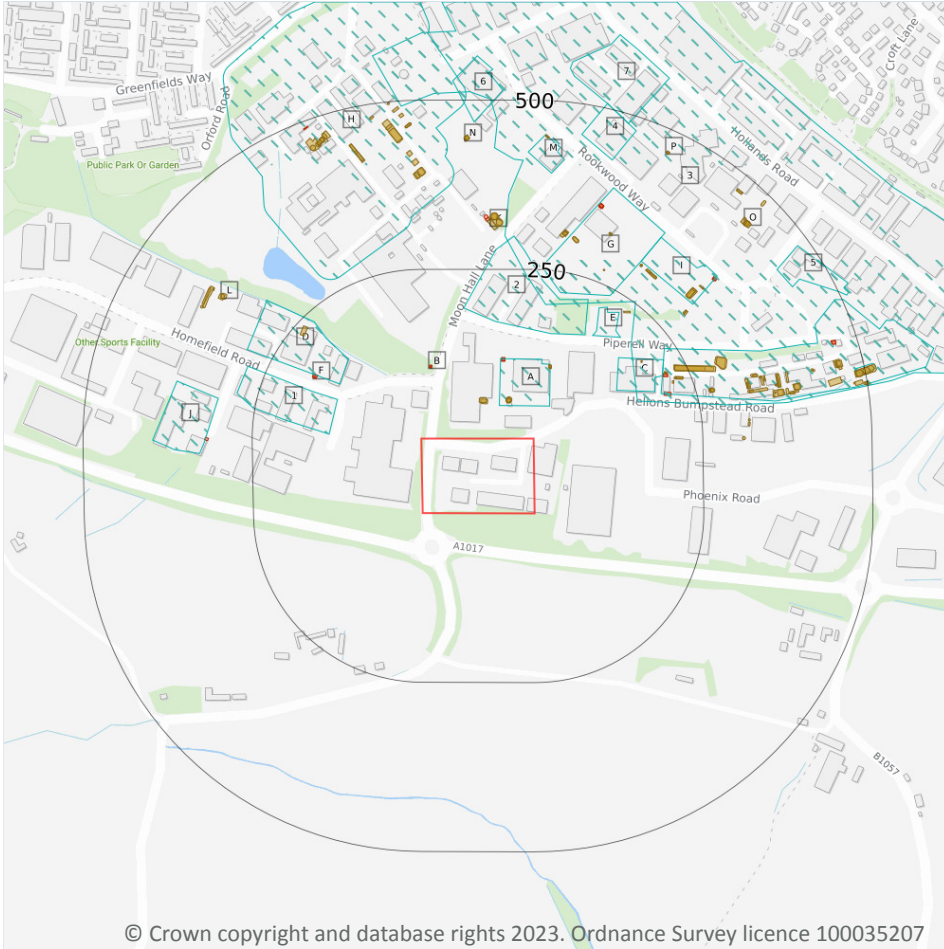 Greenfields Way
Orford Road
Public Park Or Garden
Croft Lane
6
7
500
H
N
4
M
P
Hollands Road
3
Rookwood Way
O
G
I
5
250
2
Moon Hall Lane
L
E
D
Other Sports Facility
Homefield Road
Piperell Way
B
F
A
C
1
J
Helions Bumpstead Road
Phoenix Road
A1017
B1057
© Crown copyright and database rights 2023. Ordnance Survey licence 100035207